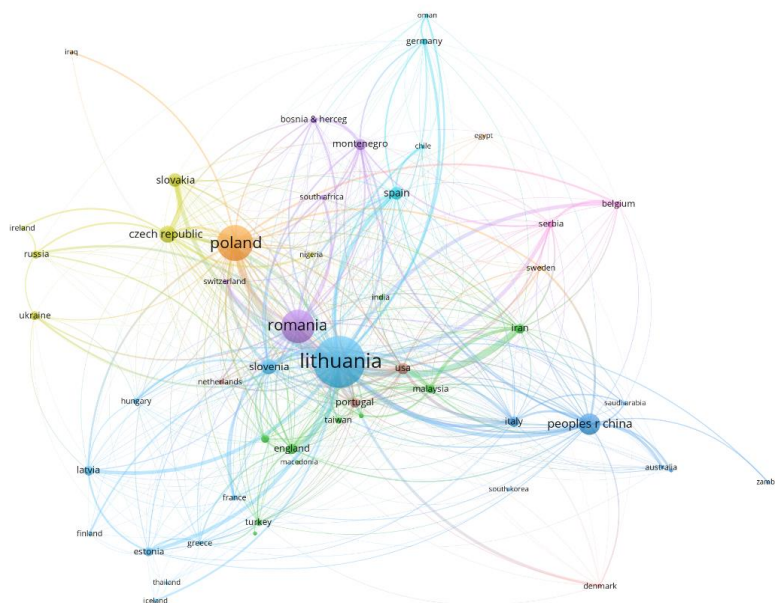 oman
germany
iraq
bosnia & herceg
egypt
montenegro
chile
slovakia
spain
south africa
belgium
serbia
ireland
czech republic
poland
russia
nigeria
sweden
switzerland
india
ukraine
romania
iran
lithuania
slovenia
usa
netherlands
malaysia
hungary
portugal
saudi arabia
taiwan
italy
peoples r china
england
macedonia
latvia
australia
zamb
south korea
france
turkey
finland
greece
estonia
thailand
denmark
iceland